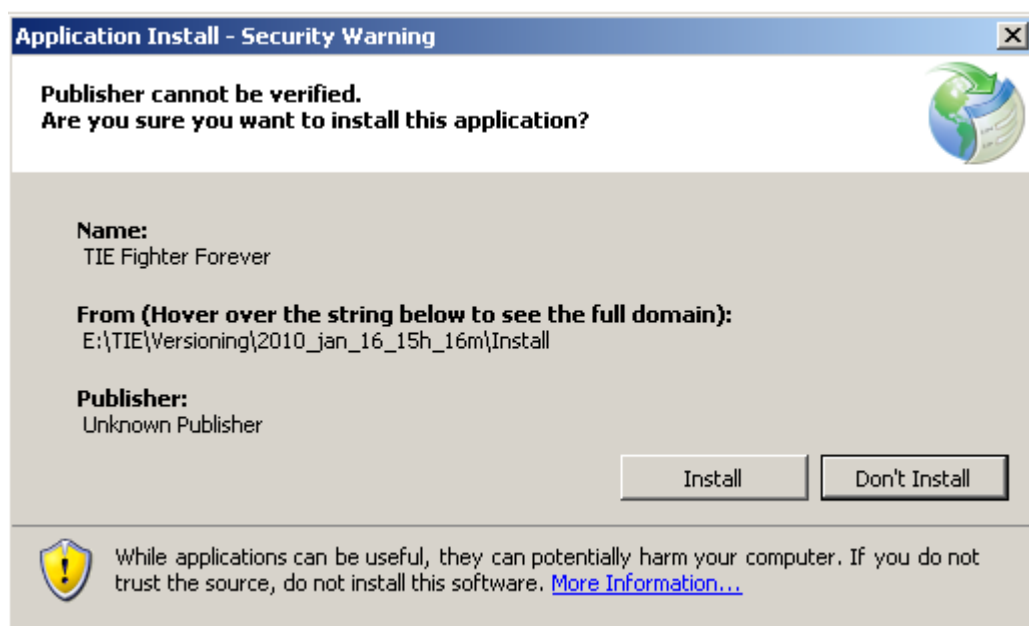 Application Install - Security Warning
Publisher cannot be verified.
Are you sure you want to install this application?
Name:
TIE Fighter Forever
From (Hover over the string below to see the full domain):
E:\TIE\Versioning\2010_jan_16_15h_16m\Install
Publisher:
Unknown Publisher
Install
Don't Install
While applications can be useful, they can potentially harm your computer. If you do not
trust the source, do not install this software. More Information...